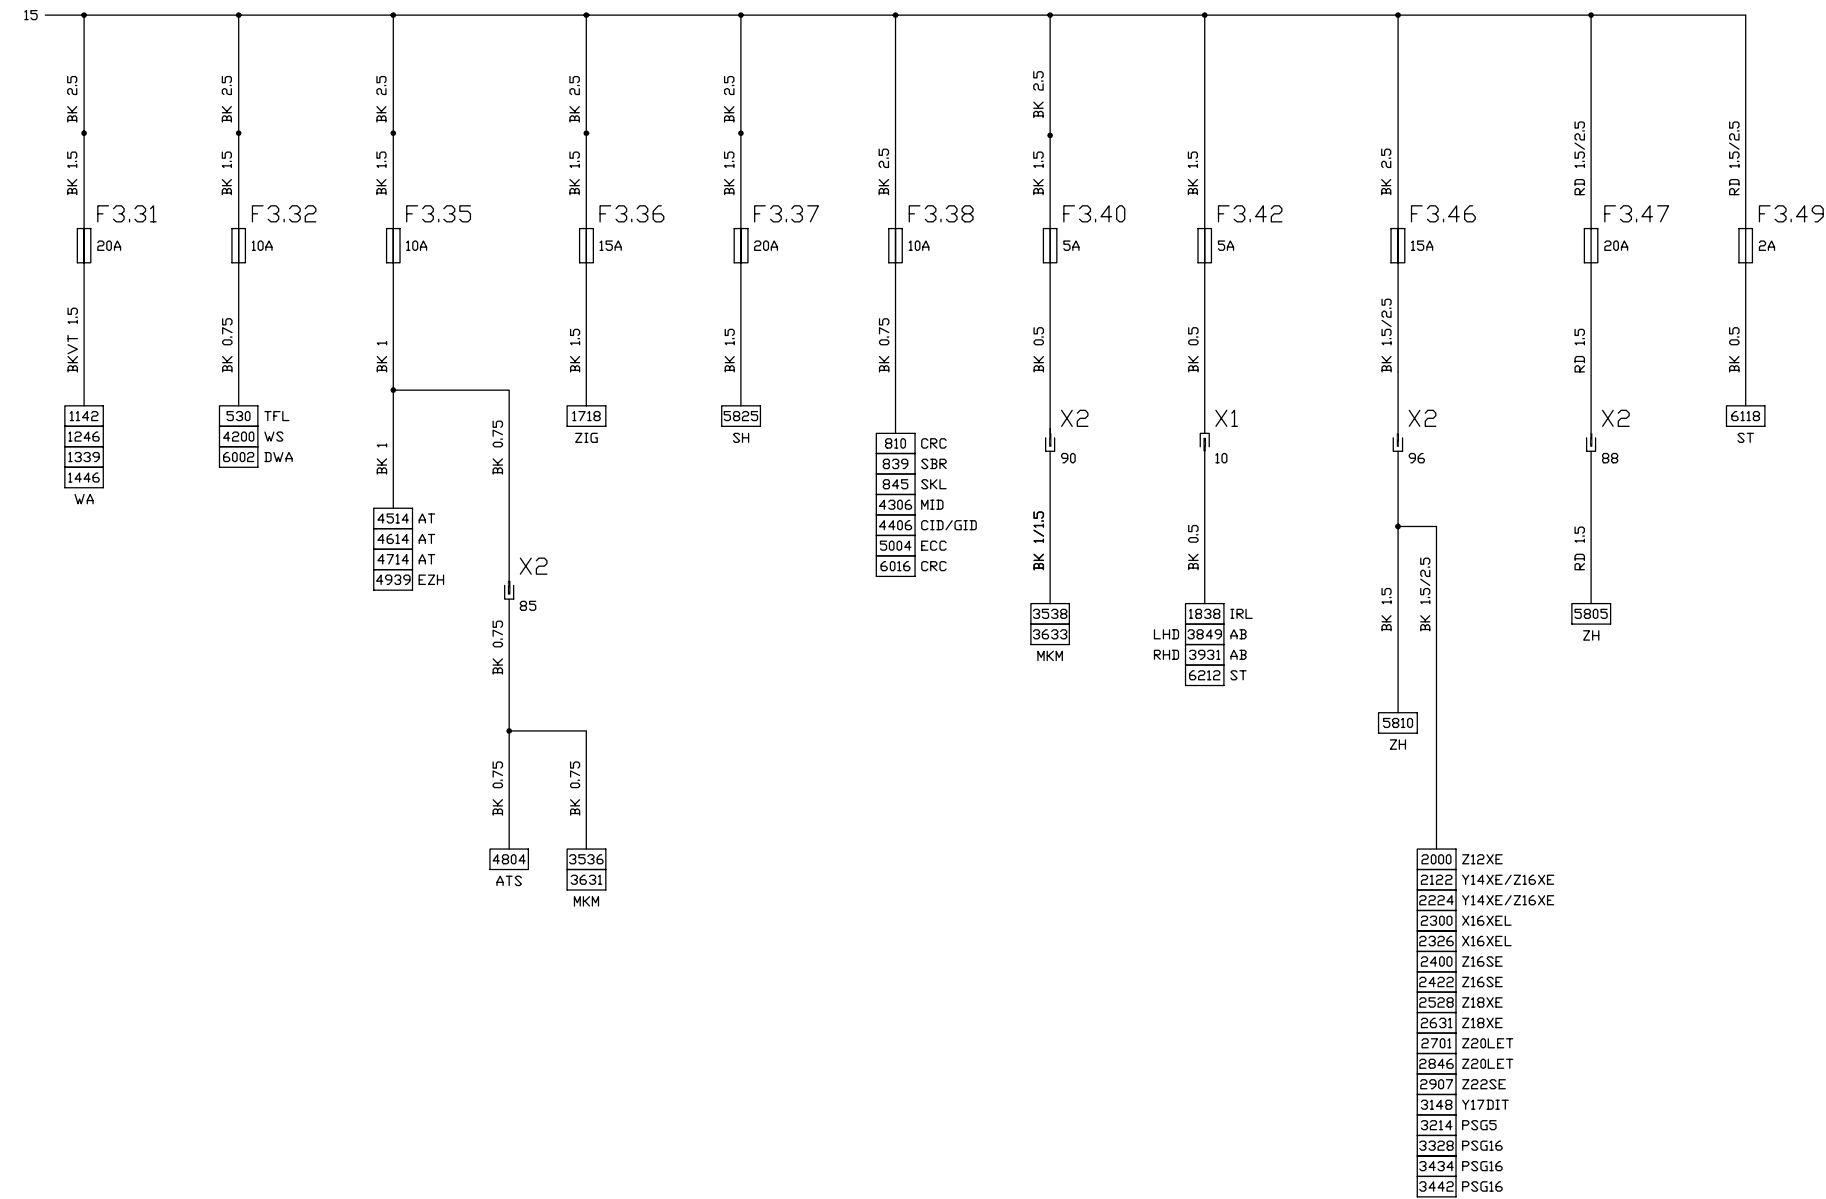 15
BK 2.5
BK 2.5
BK 2.5
BK 2.5
BK 2.5
BK 2.5
BK 1.5
BK 1.5
BK 1.5
BK 1.5
BK 1.5
BK 2.5
BK 1.5
BK 1.5
BK 2.5
RD 1.5/2.5
RD 1.5/2.5
F3.31
F3.32
F3.35
F3.36
F3.37
F3.38
F3.40
F3.42
F3.46
F3.47
F3.49
20A
10A
10A
15A
20A
10A
5A
5A
15A
20A
2A
BKVT 1.5
BK 0.75
BK 1
BK 1.5
BK 1.5
BK 0.75
BK 0.5
BK 0.5
BK 1.5/2.5
RD 1.5
BK 0.5
1142
1246
1339
1446
WA
530 TFL
4200 WS
6002 DWA
BK 1
BK 0.75
1718
ZIG
5825
SH
810 CRC
839 SBR
845 SKL
4306 MID
4406 CID/GID
5004 ECC
6016 CRC
X2
90
X1
10
X2
96
X2
88
6118
ST
4514 AT
4614 AT
4714 AT
4939 EZH
X2
85
BK 1/1.5
BK 0.5
BK 1.5
BK 1.5/2.5
RD 1.5
3538
3633
MKM
1838 IRL
LHD 3849 AB
RHD 3931 AB
6212 ST
5805
ZH
BK 0.75
5810
ZH
BK 0.75
BK 0.75
4804
ATS
3536
3631
MKM
2000 Z12XE
2122 Y14XE/Z16XE
2224 Y14XE/Z16XE
2300 X16XEL
2326 X16XEL
2400 Z16SE
2422 Z16SE
2528 Z18XE
2631 Z18XE
2701 Z20LET
2846 Z20LET
2907 Z22SE
3148 Y17DIT
3214 PSG5
3328 PSG16
3434 PSG16
3442 PSG16